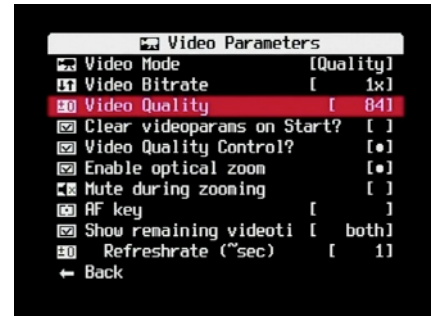 Video Parameters
Video Mode [Quality]
Video Bitrate [ 1x]
Video Quality [ 84]
Clear videoparams on Start? [ ]
Video Quality Control? [•]
Enable optical zoom [•]
Mute during zooming [ ]
AF key [ ]
Show remaining videoti [ both]
Refreshrate (~sec) [ 1]
← Back